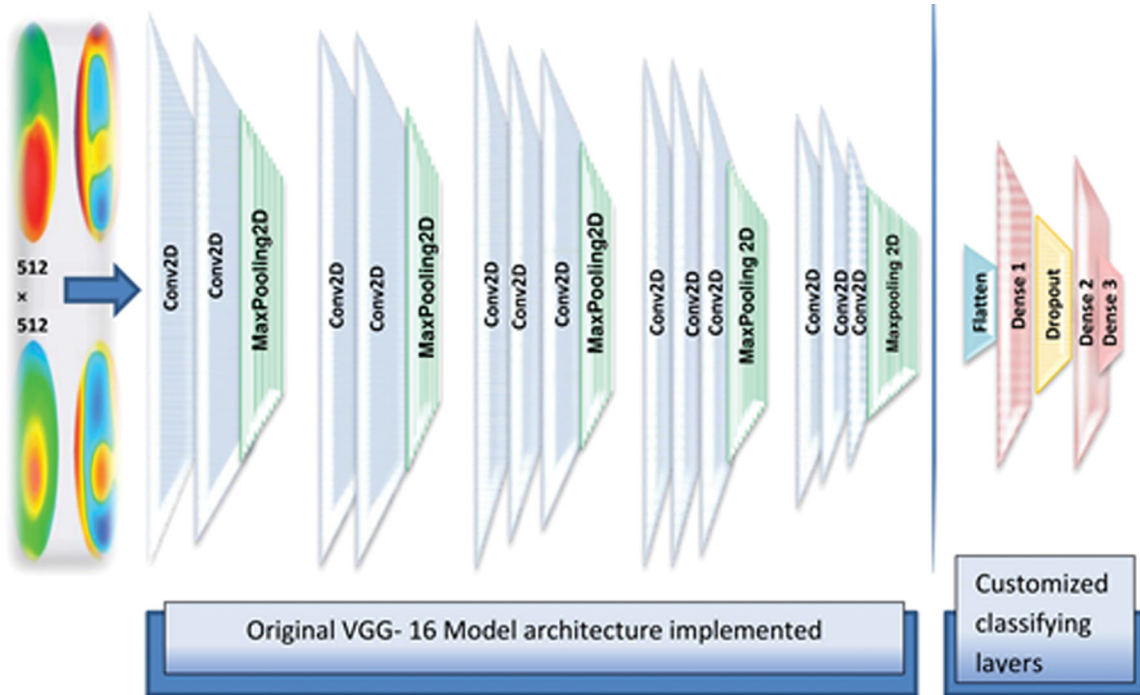 512
×
512
Conv2D
Conv2D
MaxPooling2D
Conv2D
Conv2D
MaxPooling2D
Conv2D
Conv2D
Conv2D
MaxPooling2D
Conv2D
Conv2D
Conv2D
MaxPooling 2D
Conv2D
Conv2D
Conv2D
Maxpooling 2D
Flatten
Dense 1
Dropout
Dense 2
Dense 3
Original VGG- 16 Model architecture implemented
Customized
classifying
layers